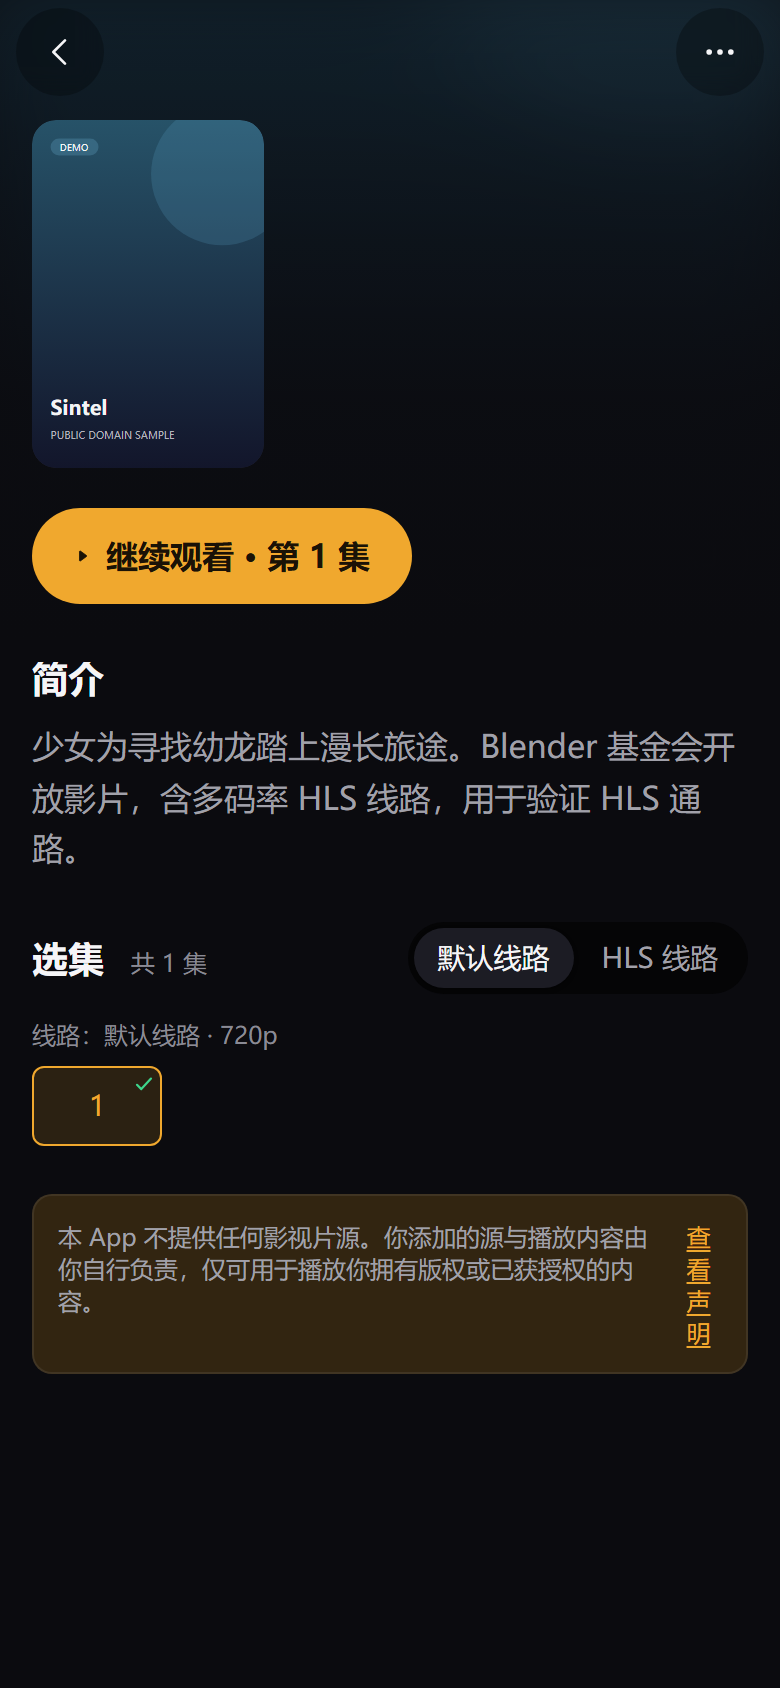 DEMO
Sintel
PUBLIC DOMAIN SAMPLE
继续观看 • 第 1 集
简介
少女为寻找幼龙踏上漫长旅途。Blender 基金会开
放影片，含多码率 HLS 线路，用于验证 HLS 通
路。
选集 共 1 集 默认线路 HLS 线路
线路：默认线路 · 720p
1
本 App 不提供任何影视片源。你添加的源与播放内容由
你自行负责，仅可用于播放你拥有版权或已获授权的内
容。
查
看
声
明